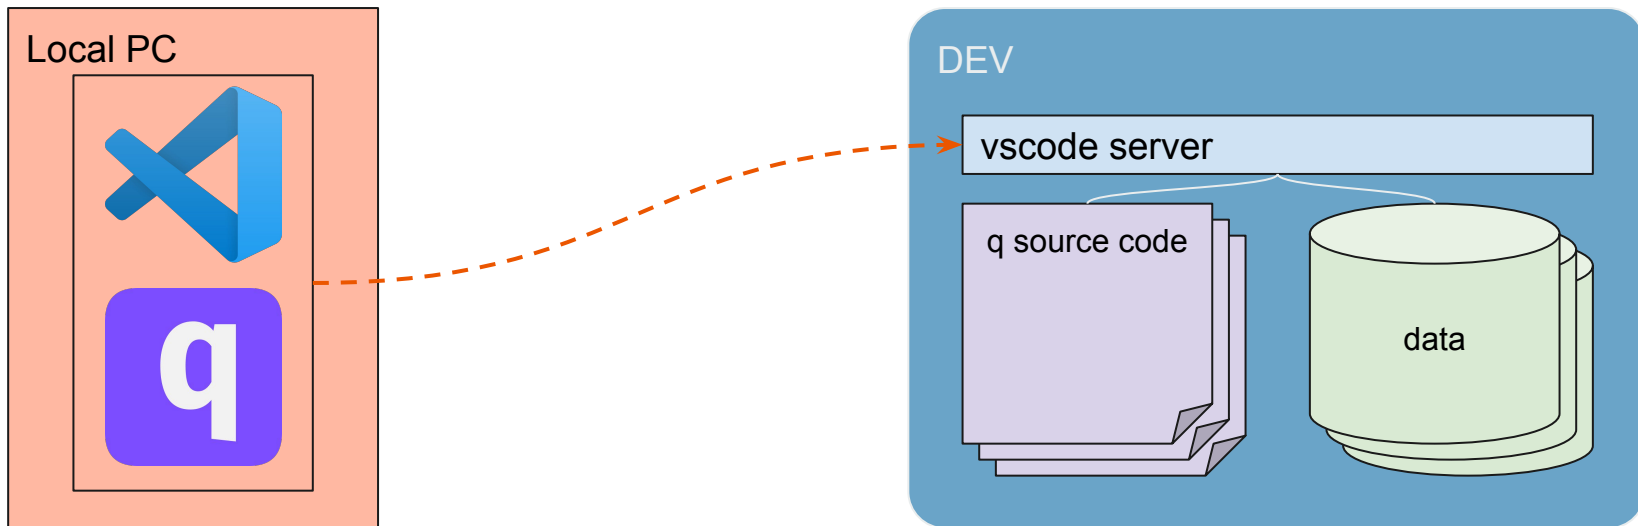 Local PC
q
DEV
vscode server
q source code
data